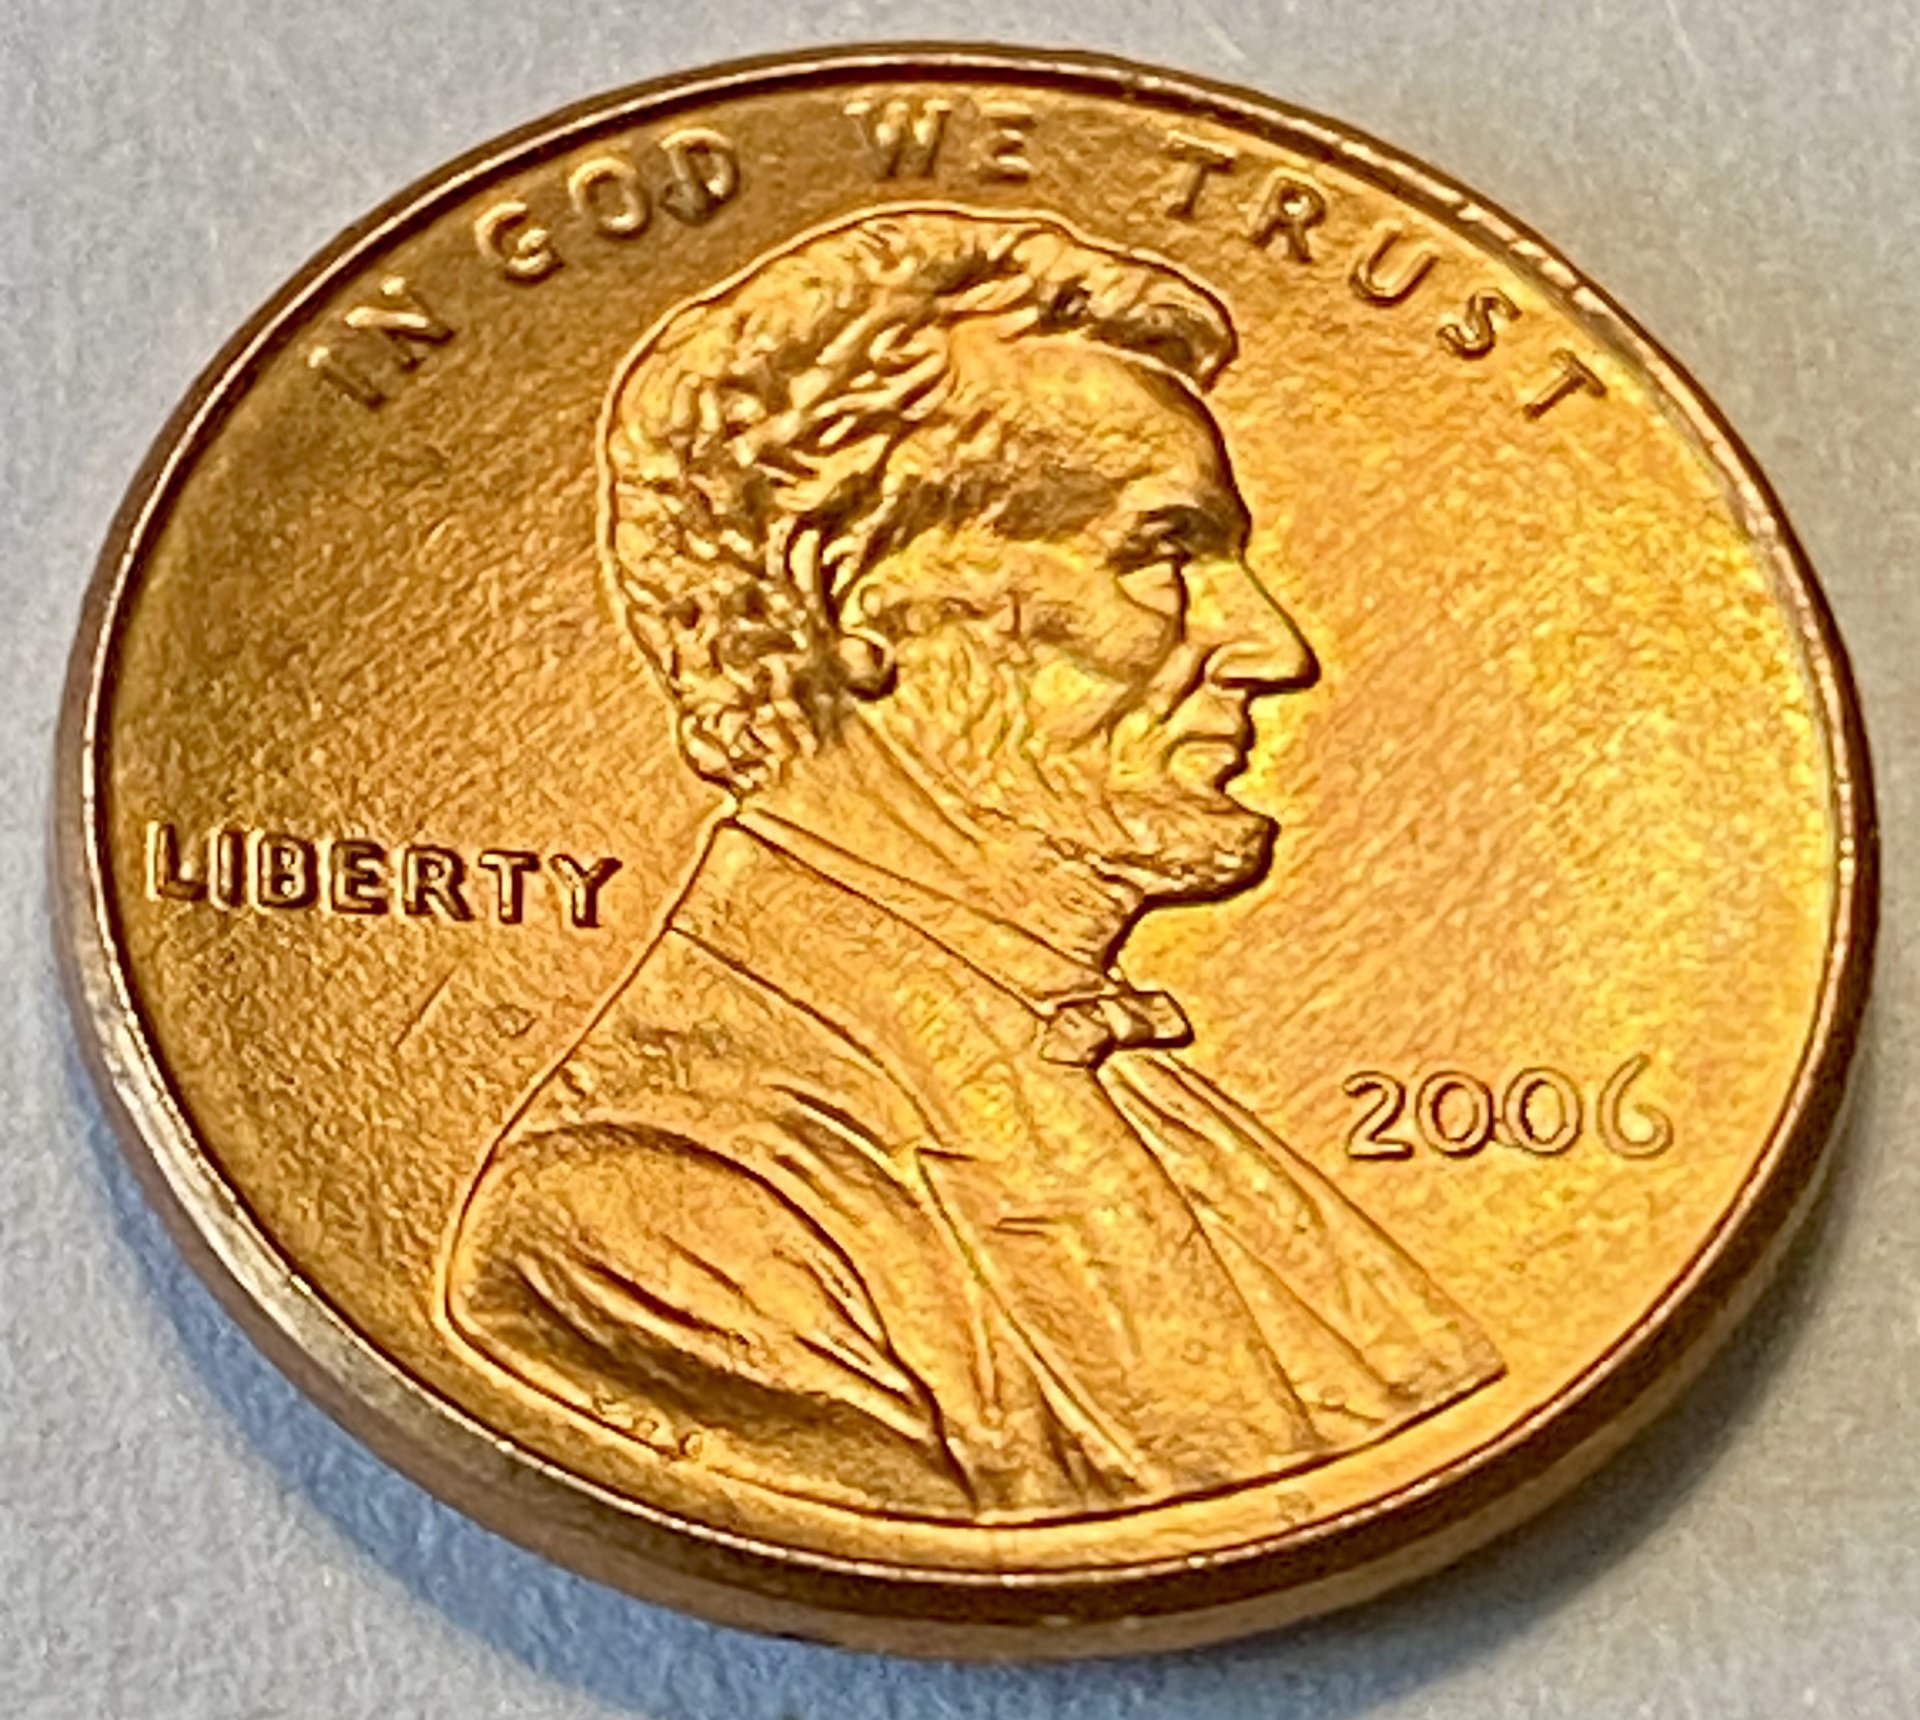 IN GOD WE TRUST
LIBERTY
2006